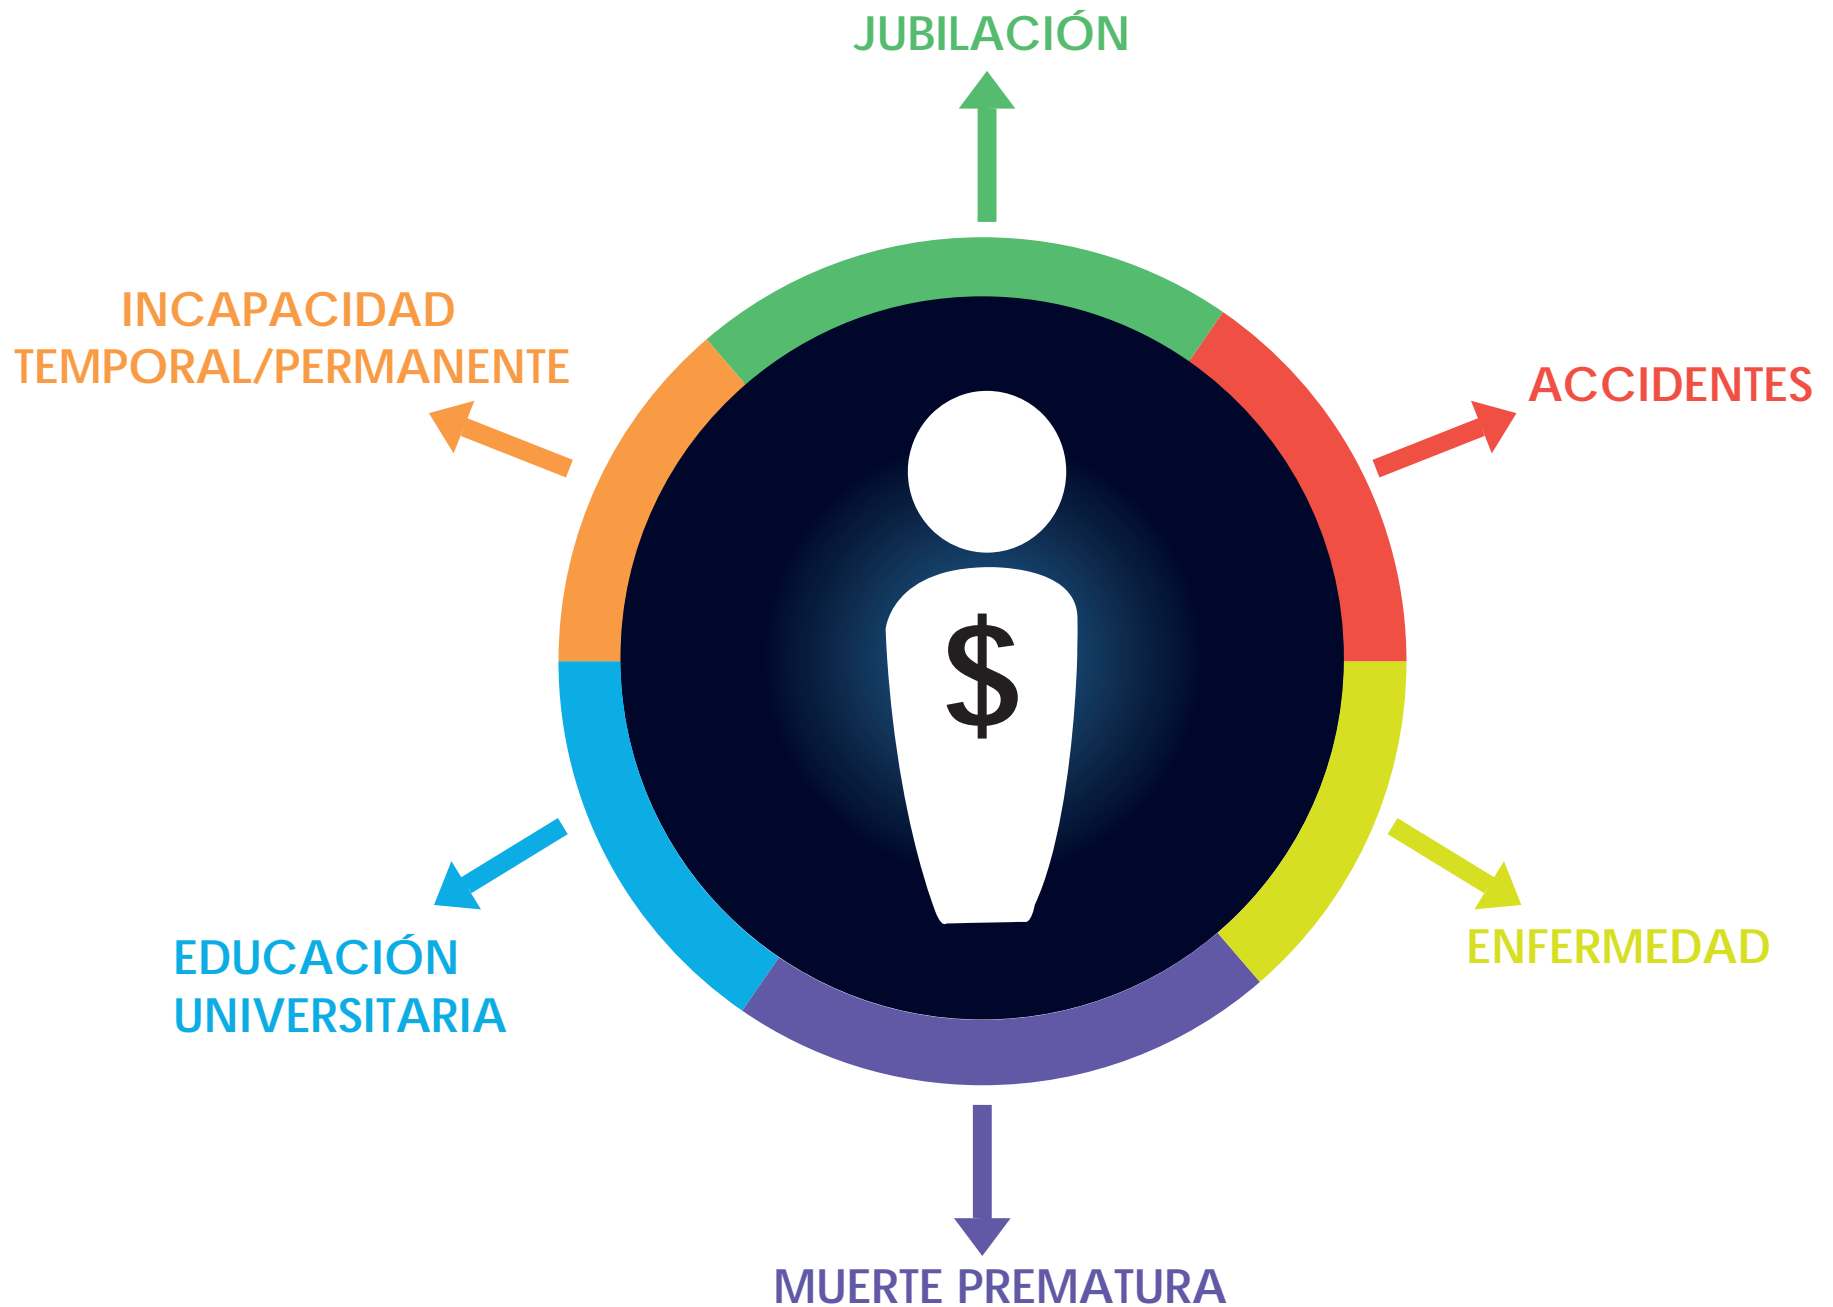 JUBILACIÓN
INCAPACIDAD
TEMPORAL/PERMANENTE
ACCIDENTES
$
EDUCACIÓN
UNIVERSITARIA
ENFERMEDAD
MUERTE PREMATURA